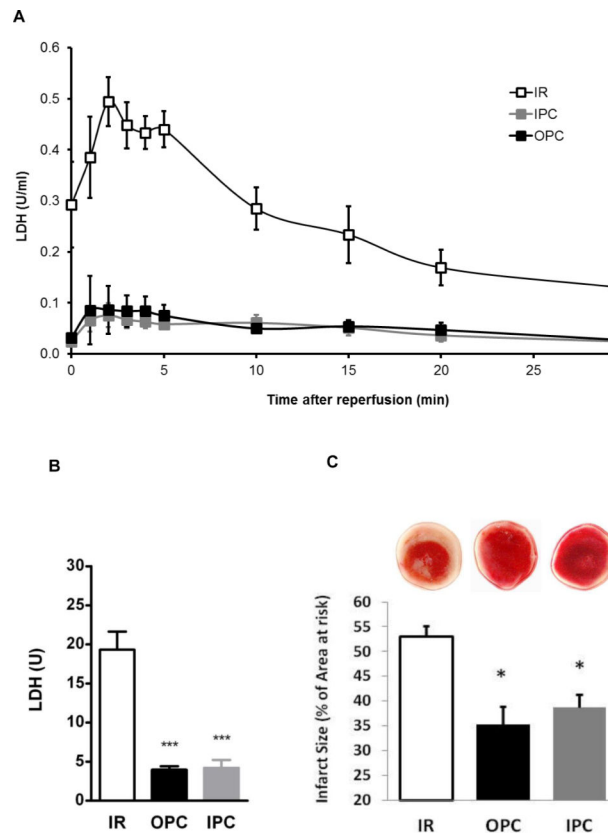 A
0.6
0.5
0.4
0.3
0.2
0.1
0.0
LDH (U/ml)
IR
IPC
OPC
0 5 10 15 20 25
Time after reperfusion (min)
B
30
25
20
15
10
5
0
LDH (U)
*** ***
IR OPC IPC
C
60
55
50
45
40
35
30
25
20
Infarct Size (% of Area at risk)
* *
IR OPC IPC